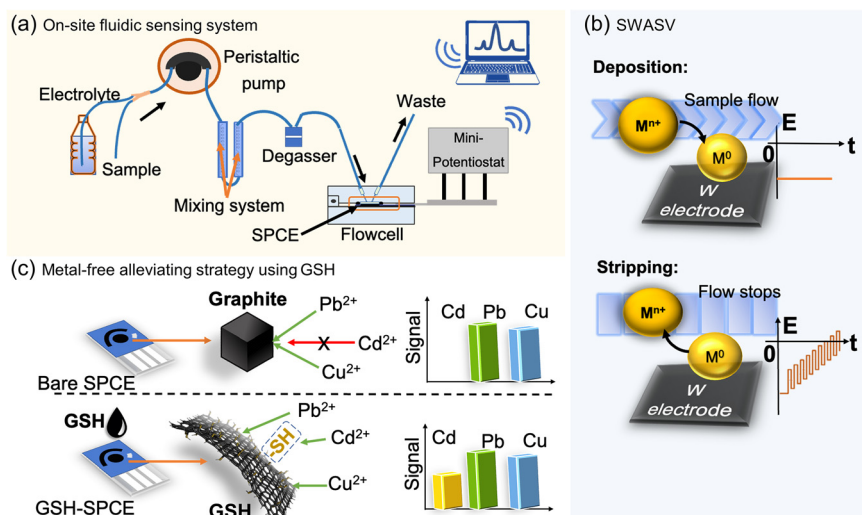 (a) On-site fluidic sensing system
Peristaltic
pump
Electrolyte
Sample
Mixing system
Degasser
Waste
Mini-
Potentiostat
SPCE
Flowcell
(b) SWASV
Deposition:
Sample flow
Mⁿ⁺
M⁰
E
0
t
W
electrode
Stripping:
Flow stops
Mⁿ⁺
M⁰
E
0
t
W
electrode
(c) Metal-free alleviating strategy using GSH
Graphite
Pb²⁺
X
Cd²⁺
Cu²⁺
Bare SPCE
Signal
Cd Pb Cu
GSH
Pb²⁺
-SH
Cd²⁺
Cu²⁺
GSH-SPCE
GSH
Signal
Cd Pb Cu